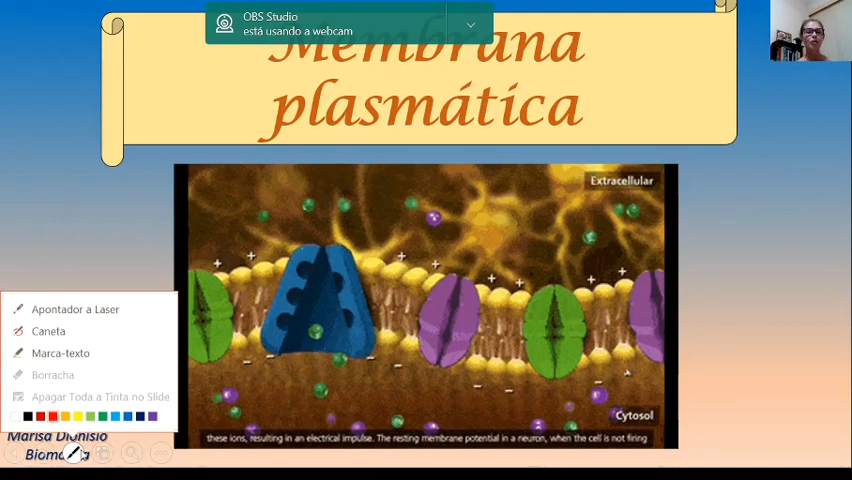 OBS Studio
está usando a webcam
Membrana
plasmática
Extracellular
Apontador a Laser
Caneta
Marca-texto
Borracha
Apagar Toda a Tinta no Slide
Cytosol
these ions, resulting in an electrical impulse. The resting membrane potential in a neuron, when the cell is not firing
Marisa Dionísio